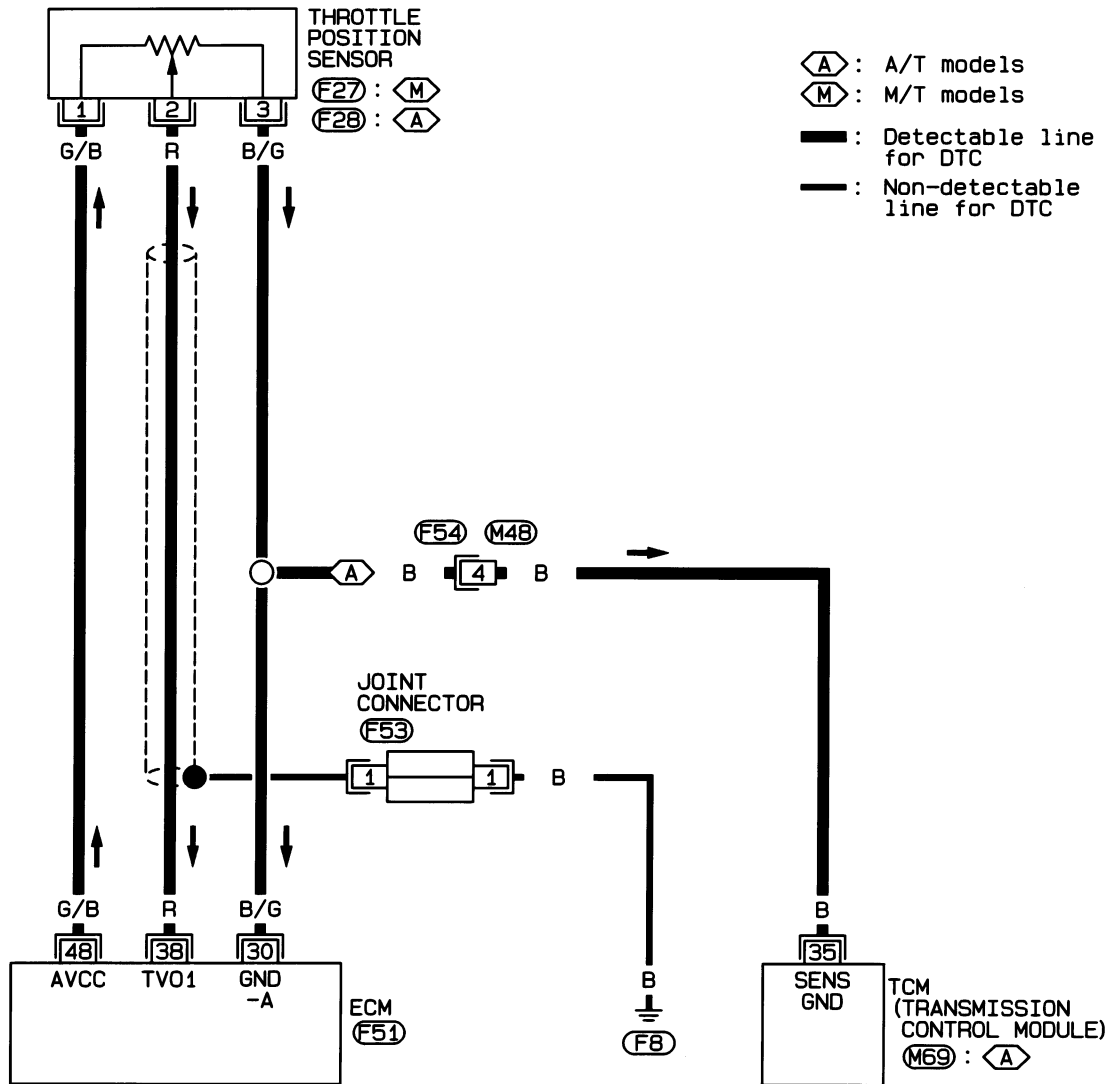 THROTTLE
POSITION
SENSOR
F27 : M
F28 : A
A : A/T models
M : M/T models
: Detectable line
for DTC
: Non-detectable
line for DTC
1 2 3
G/B R B/G
F54 M48
A B 4 B
JOINT
CONNECTOR
F53
1 1 B
G/B R B/G
48 38 30
AVCC TVO1 GND
-A
ECM
F51
B
F8
B
35
SENS
GND
TCM
(TRANSMISSION
CONTROL MODULE)
M69 : A